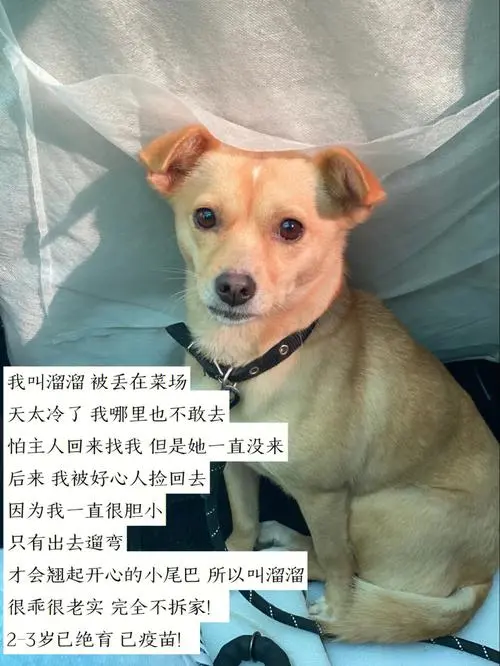 我叫溜溜 被丢在菜场
天太冷了 我哪里也不敢去
怕主人回来找我 但是她一直没来
后来 我被好心人捡回去
因为我一直很胆小
只有出去遛弯
才会翘起开心的小尾巴 所以叫溜溜
很乖很老实 完全不拆家!
2-3岁已绝育 已疫苗!